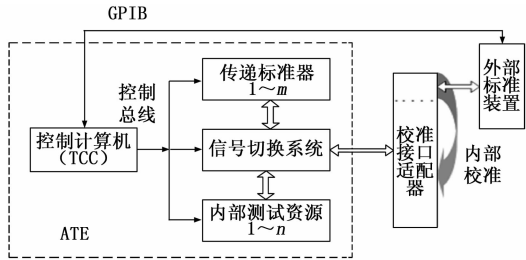 GPIB
传递标准器
1～m
控制
总线
控制计算机
（TCC）
信号切换系统
内部测试资源
1～n
ATE
校准
接口
适配
器
外部
标准
装置
内部
校准